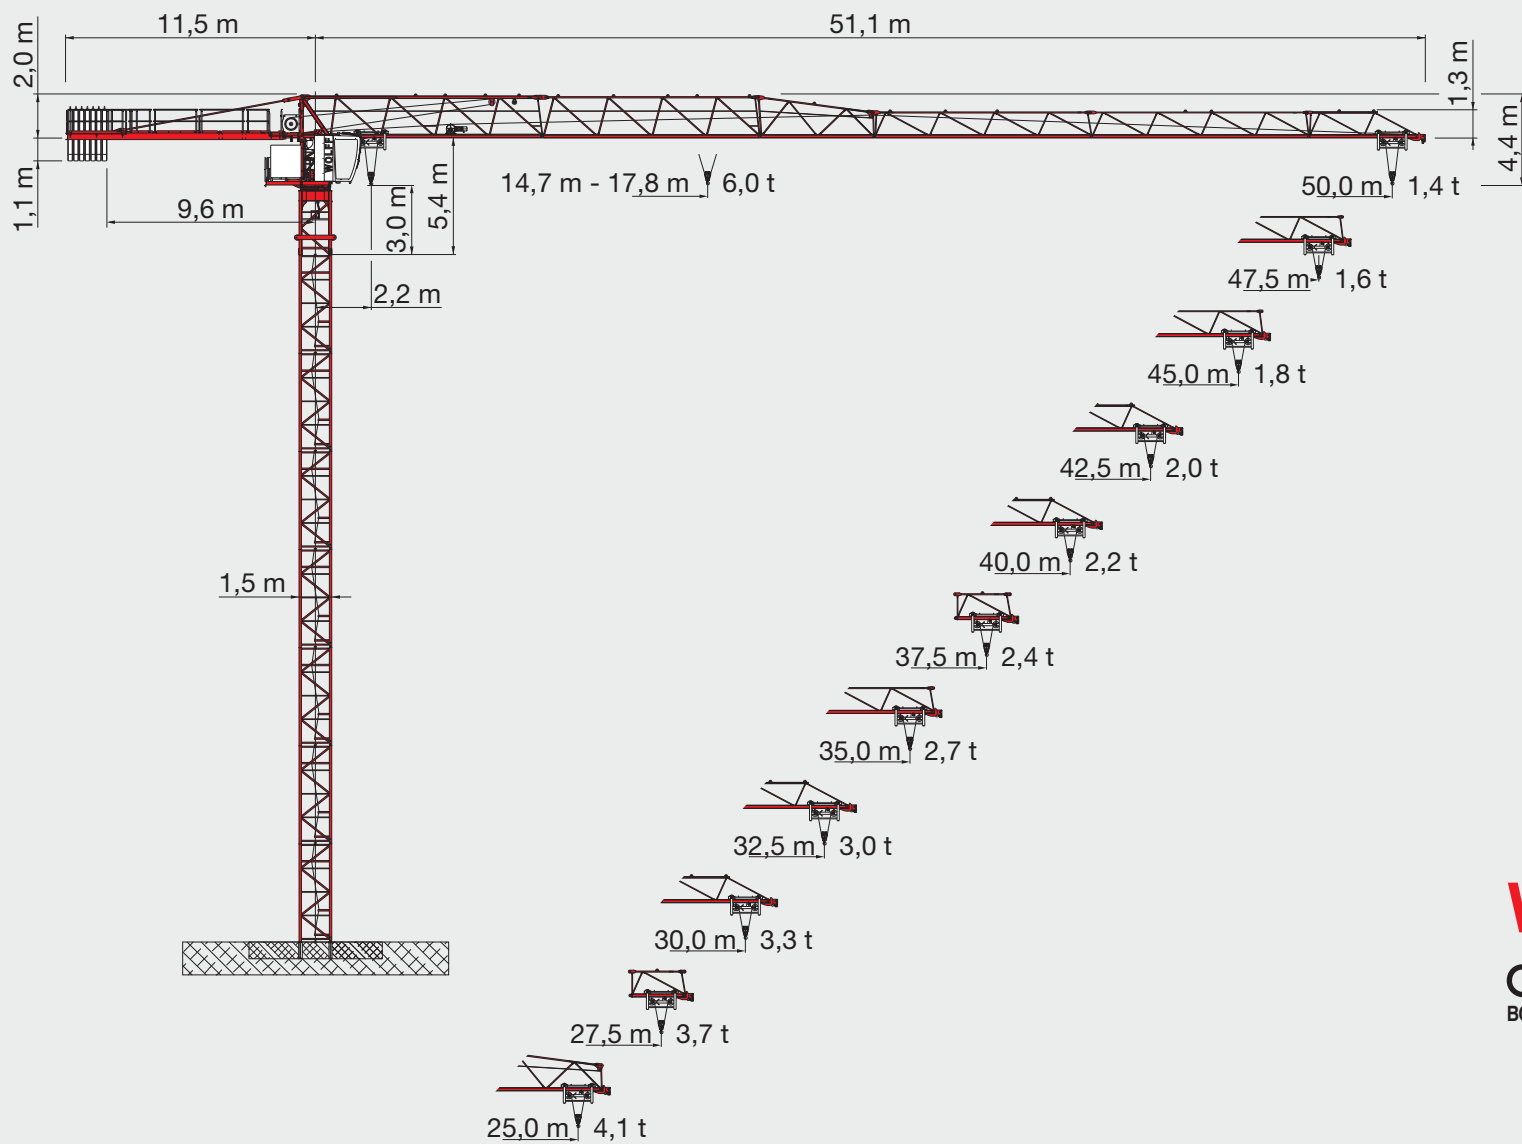 11,5 m
51,1 m
2,0 m
1,3 m
4,4 m
1,1 m
WOLFF
14,7 m - 17,8 m 6,0 t
50,0 m 1,4 t
9,6 m
3,0 m
5,4 m
2,2 m
47,5 m 1,6 t
45,0 m 1,8 t
42,5 m 2,0 t
40,0 m 2,2 t
1,5 m
37,5 m 2,4 t
35,0 m 2,7 t
32,5 m 3,0 t
30,0 m 3,3 t
27,5 m 3,7 t
25,0 m 4,1 t